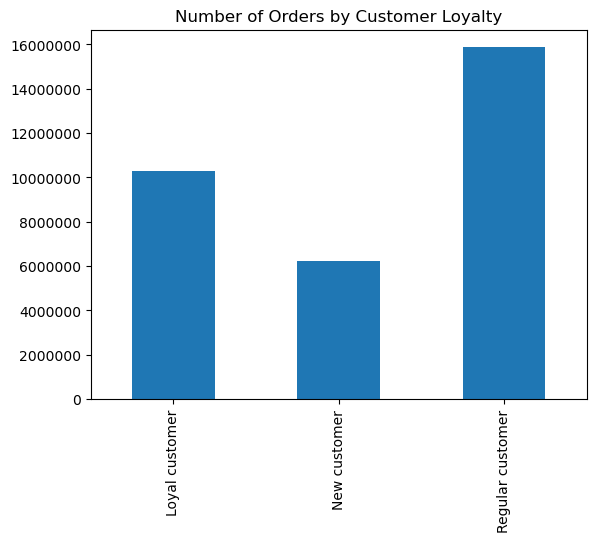 Number of Orders by Customer Loyalty
16000000
14000000
12000000
10000000
8000000
6000000
4000000
2000000
0
Loyal customer
New customer
Regular customer